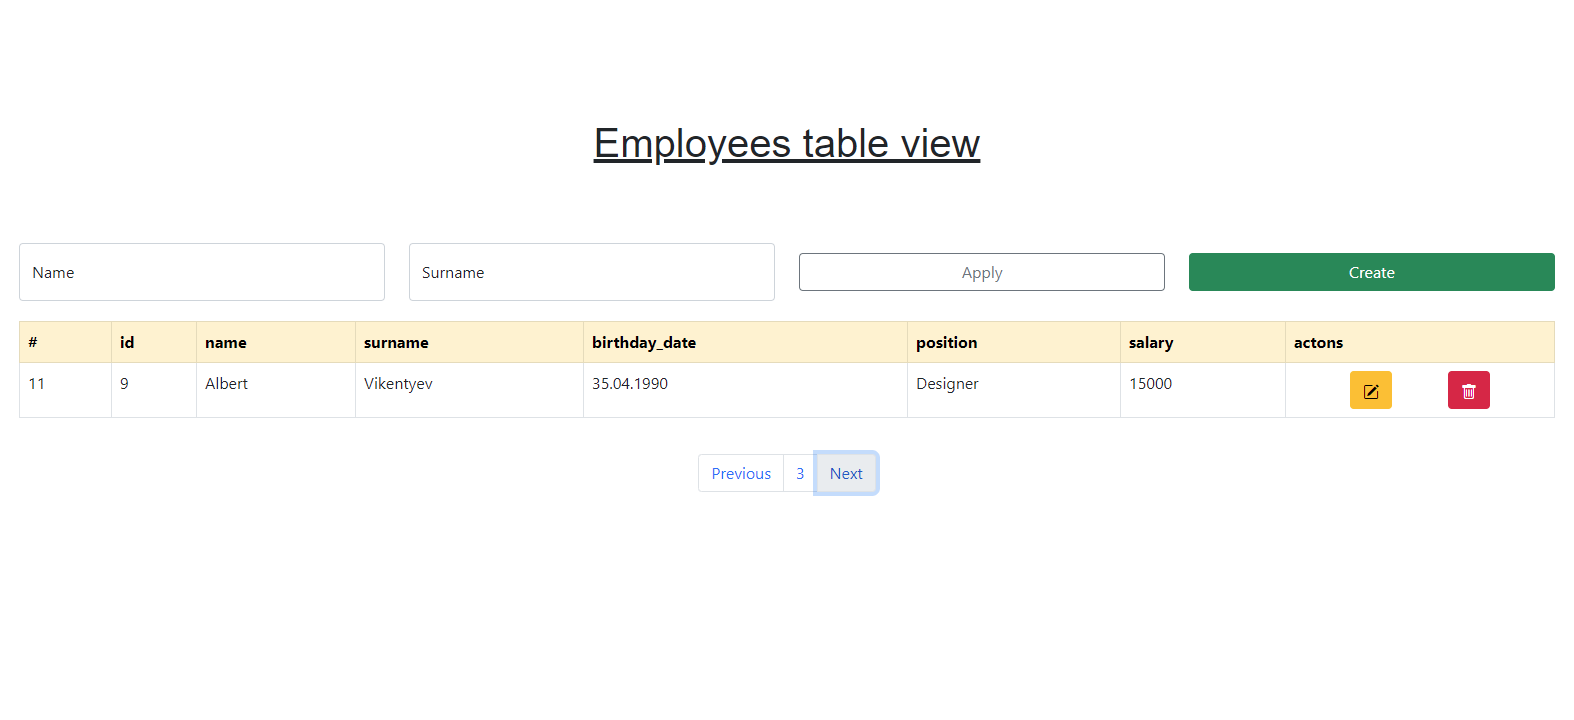 Employees table view
Name Surname Apply Create
# id name surname birthday_date position salary actons
11 9 Albert Vikentyev 35.04.1990 Designer 15000
Previous 3 Next